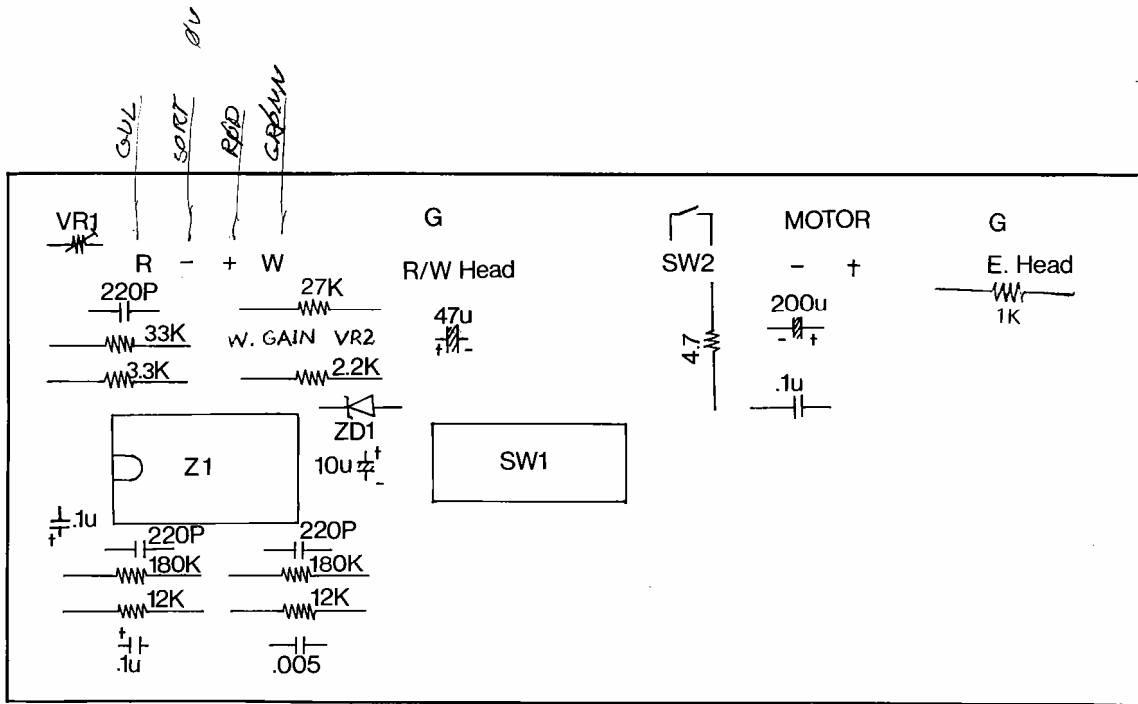 ØV
GUL SORT RØD GRØNN
VR1 G MOTOR G
R - + W R/W Head SW2 - + E. Head
220P 27K 47u 200u 1K
33K W. GAIN VR2 + - 4.7 - +
3.3K 2.2K .1u
ZD1
Z1 10u + - SW1
.1u +
220P 220P
180K 180K
12K 12K
+ .1u .005